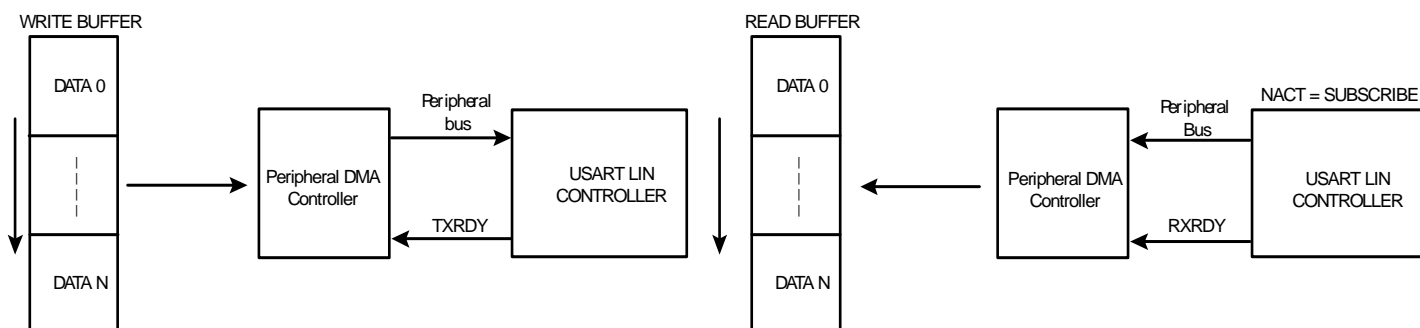 WRITE BUFFER
DATA 0
DATA N
Peripheral DMA
Controller
Peripheral
bus
TXRDY
USART LIN
CONTROLLER
READ BUFFER
DATA 0
DATA N
Peripheral DMA
Controller
Peripheral
Bus
RXRDY
NACT = SUBSCRIBE
USART LIN
CONTROLLER